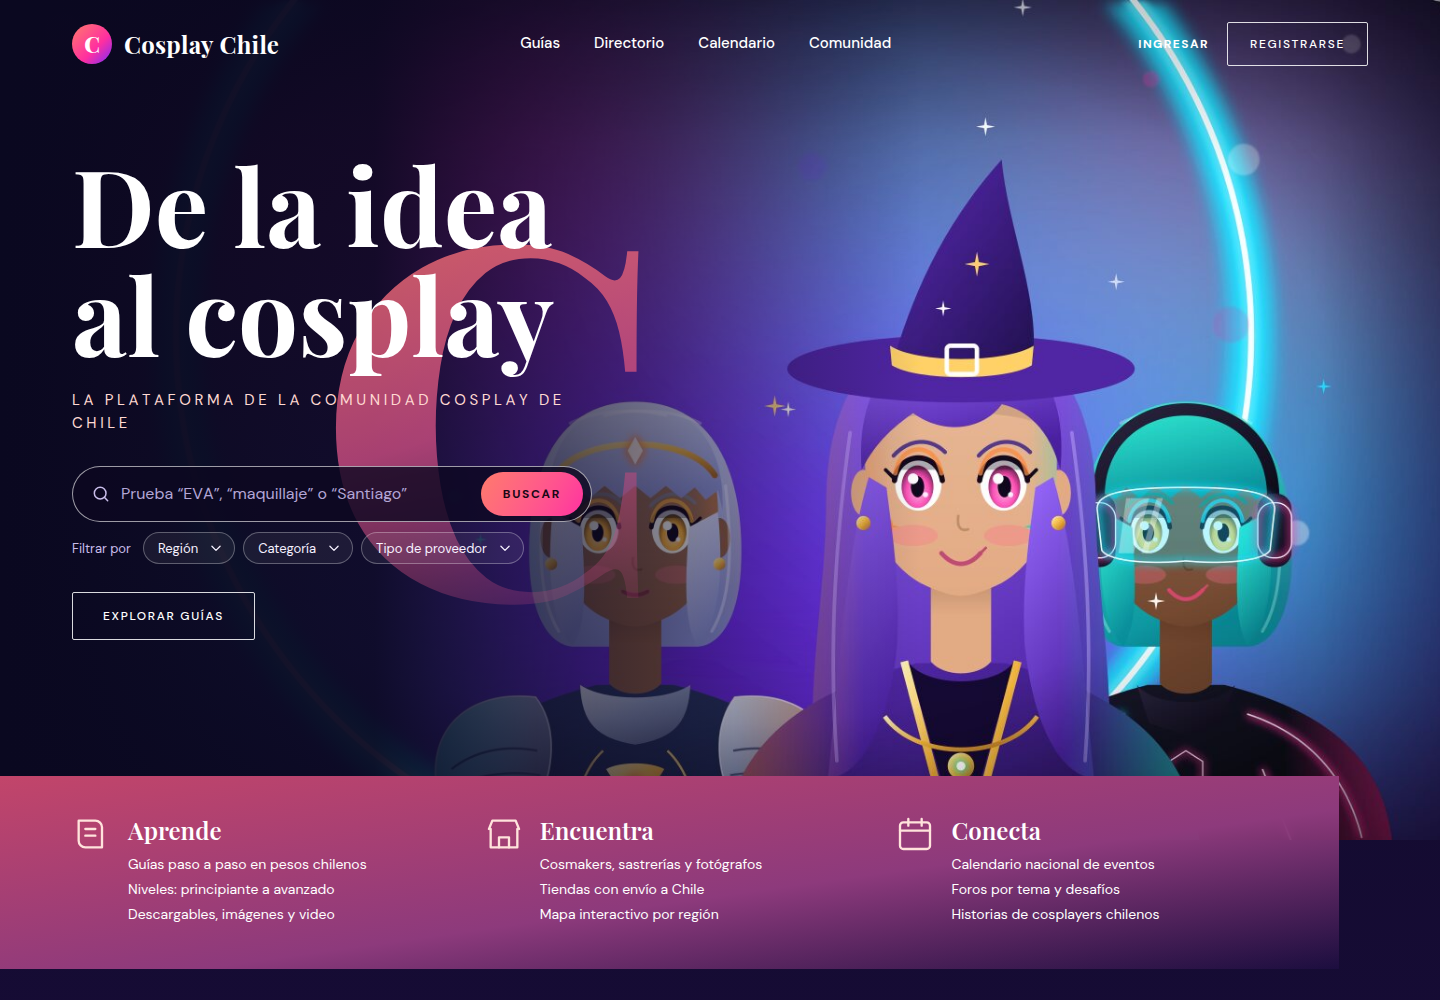 C Cosplay Chile
Guías Directorio Calendario Comunidad
INGRESAR REGISTRARSE
De la idea
al cosplay
C
LA PLATAFORMA DE LA COMUNIDAD COSPLAY DE
CHILE
Prueba “EVA”, “maquillaje” o “Santiago”
BUSCAR
Filtrar por Región Categoría Tipo de proveedor
EXPLORAR GUÍAS
Aprende
Guías paso a paso en pesos chilenos
Niveles: principiante a avanzado
Descargables, imágenes y video
Encuentra
Cosmakers, sastrerías y fotógrafos
Tiendas con envío a Chile
Mapa interactivo por región
Conecta
Calendario nacional de eventos
Foros por tema y desafíos
Historias de cosplayers chilenos